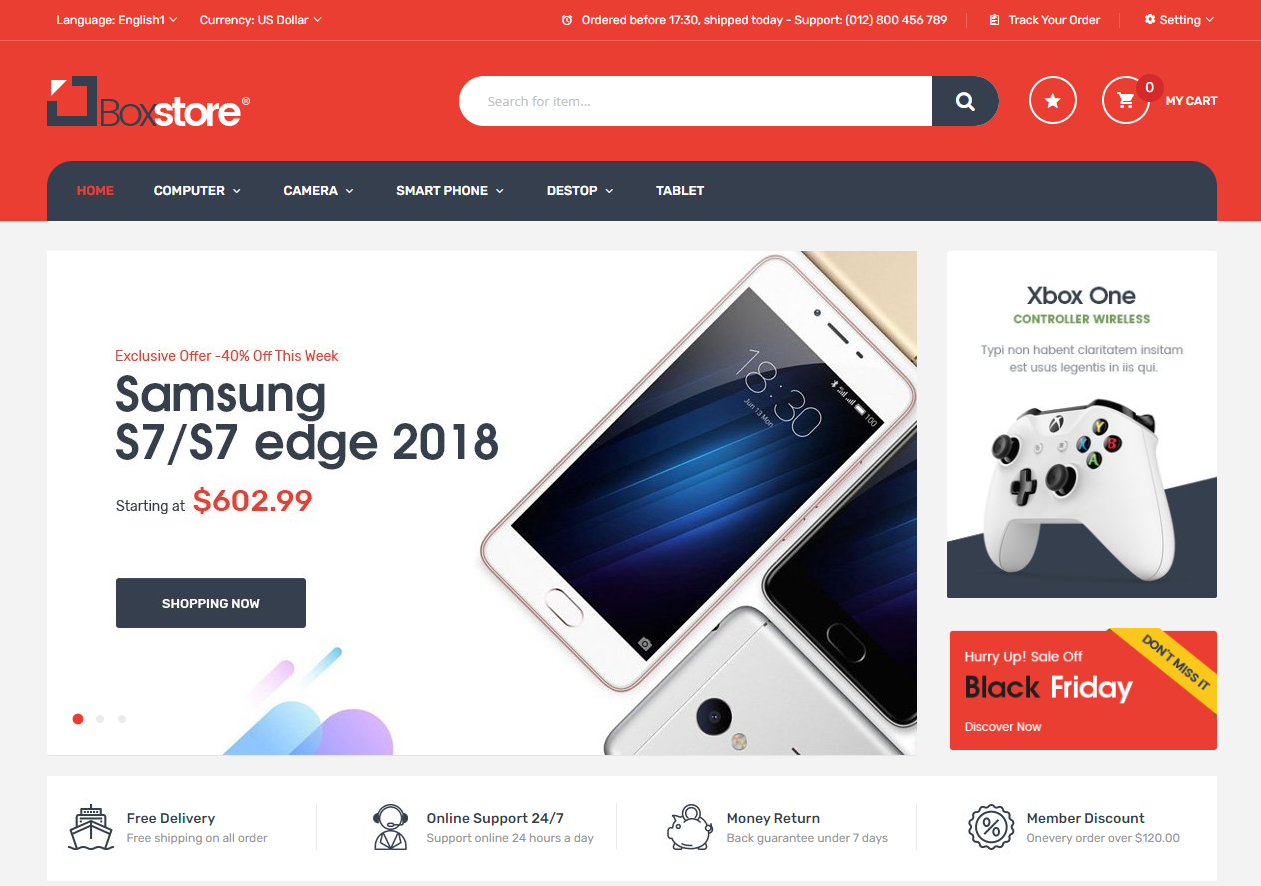 Language: English1
Currency: US Dollar
Ordered before 17:30, shipped today - Support: (012) 800 456 789
Track Your Order
Setting
Boxstore®
Search for item...
0
MY CART
HOME
COMPUTER
CAMERA
SMART PHONE
DESTOP
TABLET
Exclusive Offer -40% Off This Week
Samsung
S7/S7 edge 2018
Starting at $602.99
SHOPPING NOW
18:30
Jun 13 Mon
100
Xbox One
CONTROLLER WIRELESS
Typi non habent claritatem insitam
est usus legentis in iis qui.
Y
X
B
A
DON'T MISS IT
Hurry Up! Sale Off
Black Friday
Discover Now
Free Delivery
Free shipping on all order
Online Support 24/7
Support online 24 hours a day
Money Return
Back guarantee under 7 days
Member Discount
Onevery order over $120.00